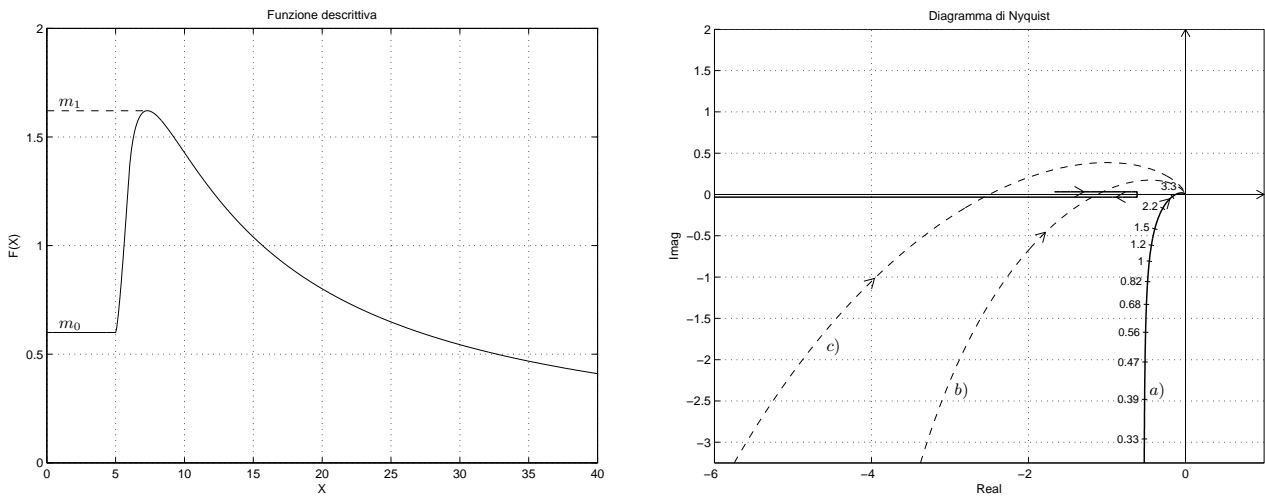 Funzione descrittiva
2
1.5
1
0.5
0
F(X)
m1
m0
0 5 10 15 20 25 30 35 40
X
Diagramma di Nyquist
2
1.5
1
0.5
0
−0.5
−1
−1.5
−2
−2.5
−3
Imag
3.3
2.2
1.5
1.2
1
0.82
0.68
0.56
0.47
0.39
0.33
c)
b)
a)
−6 −4 −2 0
Real